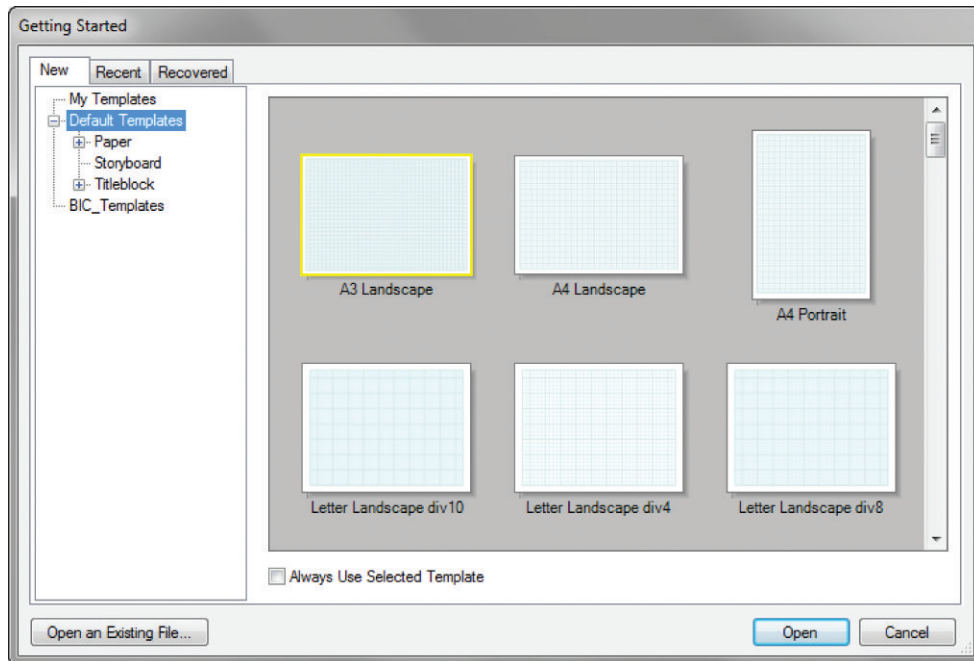 Getting Started
New Recent Recovered
My Templates
Default Templates
Paper
Storyboard
Titleblock
BIC_Templates
A3 Landscape A4 Landscape
A4 Portrait
Letter Landscape div10 Letter Landscape div4 Letter Landscape div8
Always Use Selected Template
Open an Existing File... Open Cancel